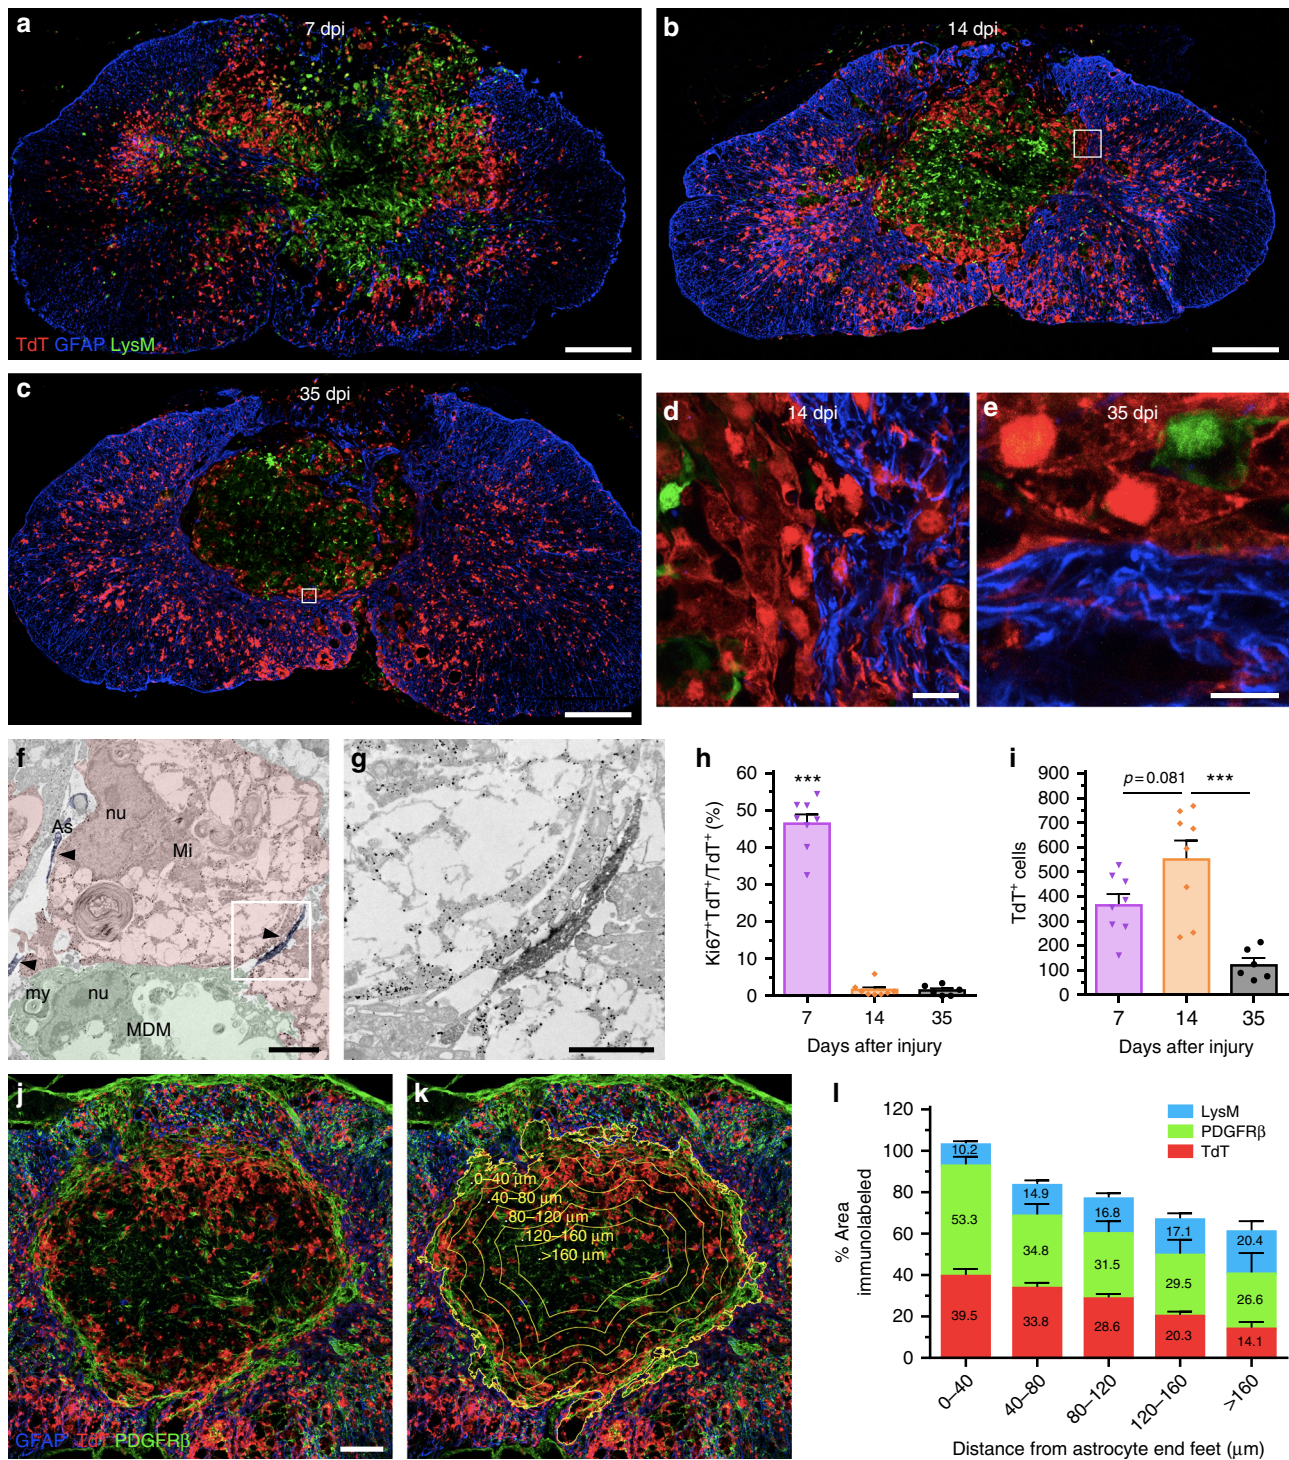 a
7 dpi
TdT GFAP LysM
b
14 dpi
c
35 dpi
d
14 dpi
e
35 dpi
f
nu
As
Mi
my
nu
MDM
g
h
Ki67+TdT+/TdT+ (%)
60
50
40
30
20
10
0
***
7
14
35
Days after injury
i
TdT+ cells
900
800
700
600
500
400
300
200
100
0
p = 0.081
***
7
14
35
Days after injury
j
GFAP TdT PDGFRβ
k
0–40 μm
40–80 μm
80–120 μm
120–160 μm
>160 μm
l
% Area
immunolabeled
120
100
80
60
40
20
0
LysM
PDGFRβ
TdT
10.2
53.3
39.5
14.9
34.8
33.8
16.8
31.5
28.6
17.1
29.5
20.3
20.4
26.6
14.1
0–40
40–80
80–120
120–160
>160
Distance from astrocyte end feet (μm)